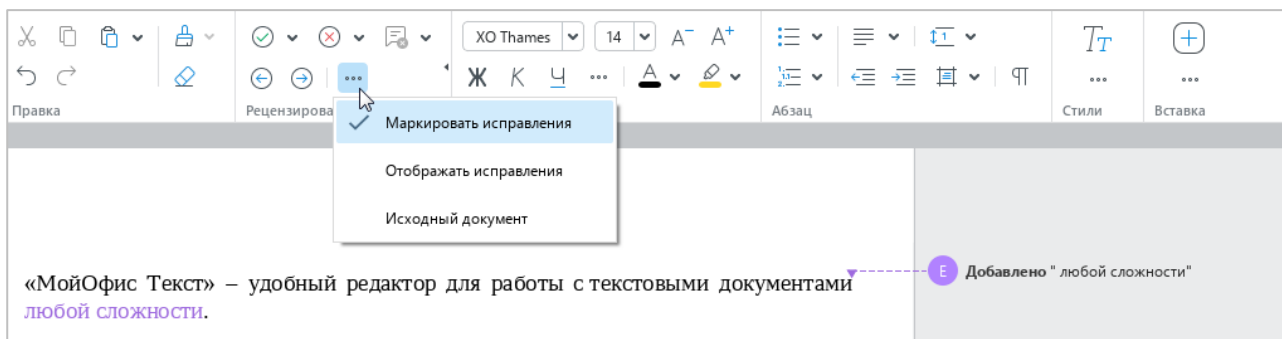 XO Thames 14 A⁻ A⁺
Ж К Ч ... A
Правка Рецензирова Абзац Стили Вставка
Маркировать исправления
Отображать исправления
Исходный документ
«МойОфис Текст» – удобный редактор для работы с текстовыми документами
любой сложности.
Е Добавлено " любой сложности"